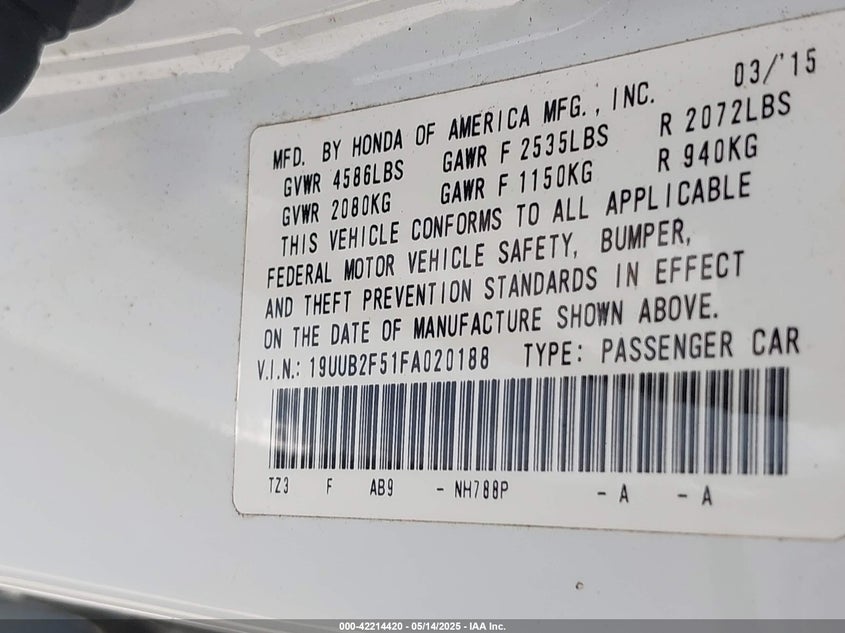 03/'15
MFD. BY HONDA OF AMERICA MFG., INC.
GVWR 4586LBS GAWR F 2535LBS R 2072LBS
GVWR 2080KG GAWR F 1150KG R 940KG
THIS VEHICLE CONFORMS TO ALL APPLICABLE
FEDERAL MOTOR VEHICLE SAFETY, BUMPER,
AND THEFT PREVENTION STANDARDS IN EFFECT
ON THE DATE OF MANUFACTURE SHOWN ABOVE.
V.I.N.: 19UUB2F51FA020188 TYPE: PASSENGER CAR
TZ3 F AB9 - NH788P - A - A
000-42214420 - 05/14/2025 - IAA Inc.